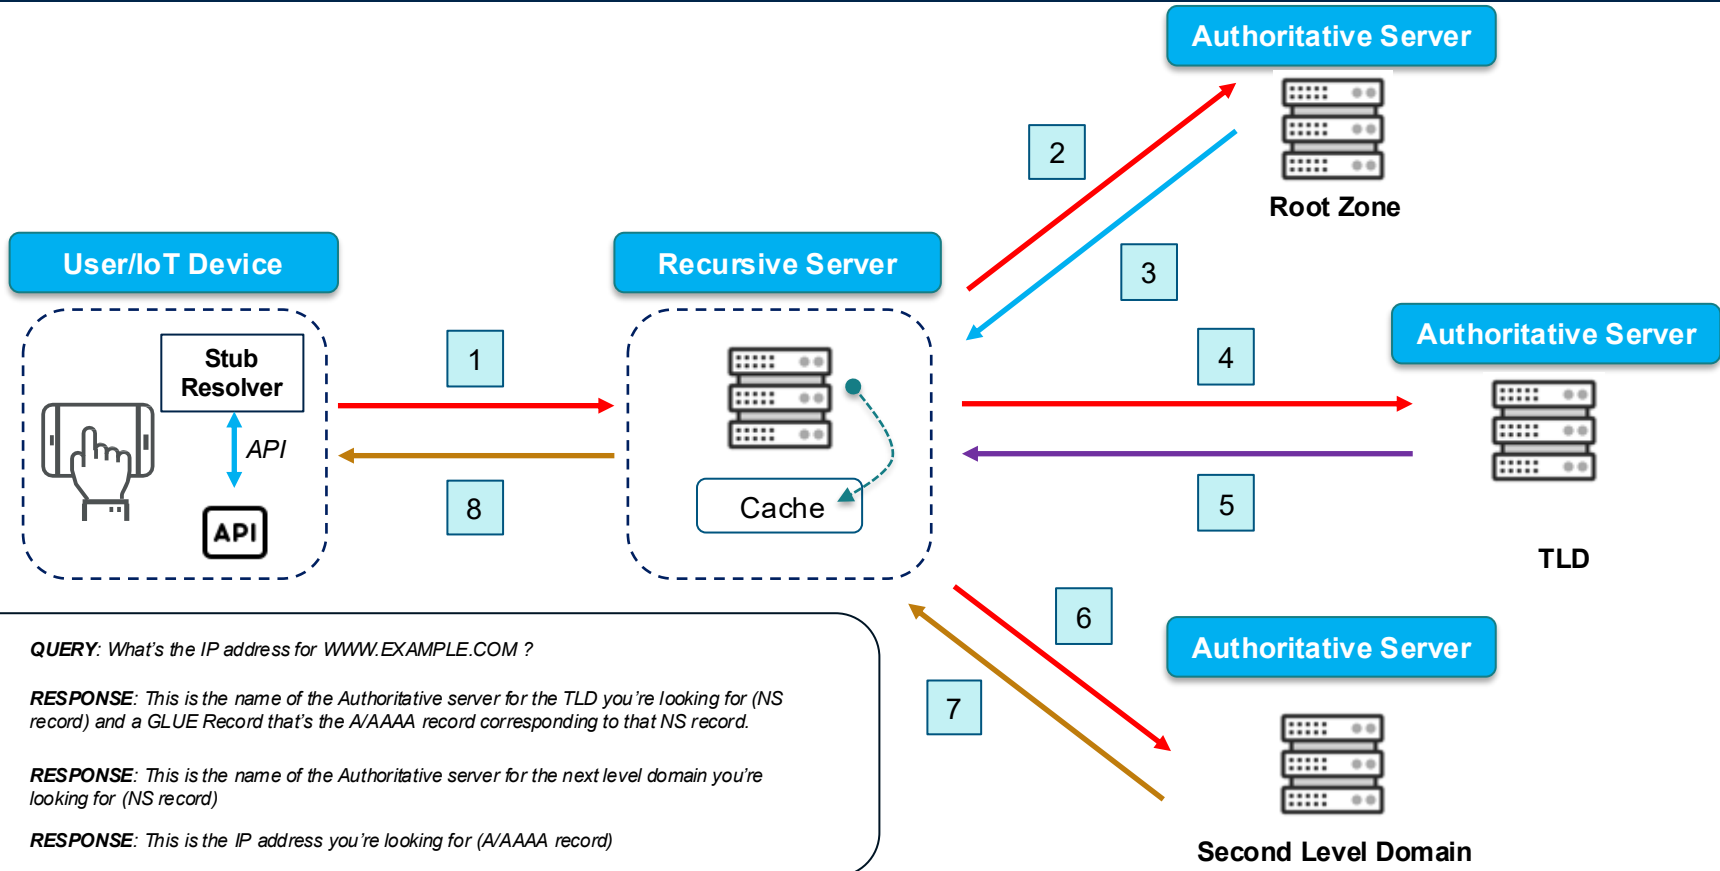 Authoritative Server
Root Zone
2
3
User/IoT Device
Stub
Resolver
API
API
1
8
Recursive Server
Cache
4
5
Authoritative Server
TLD
6
7
Authoritative Server
Second Level Domain
QUERY: What's the IP address for WWW.EXAMPLE.COM ?
RESPONSE: This is the name of the Authoritative server for the TLD you're looking for (NS
record) and a GLUE Record that's the A/AAAA record corresponding to that NS record.
RESPONSE: This is the name of the Authoritative server for the next level domain you're
looking for (NS record)
RESPONSE: This is the IP address you're looking for (A/AAAA record)